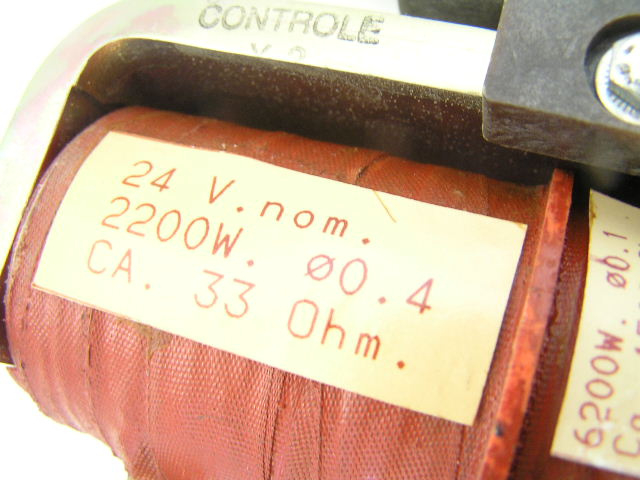 CONTROLE
24 V.nom.
2200W. ø0.4
CA. 33 Ohm.
6200W. ø0.1